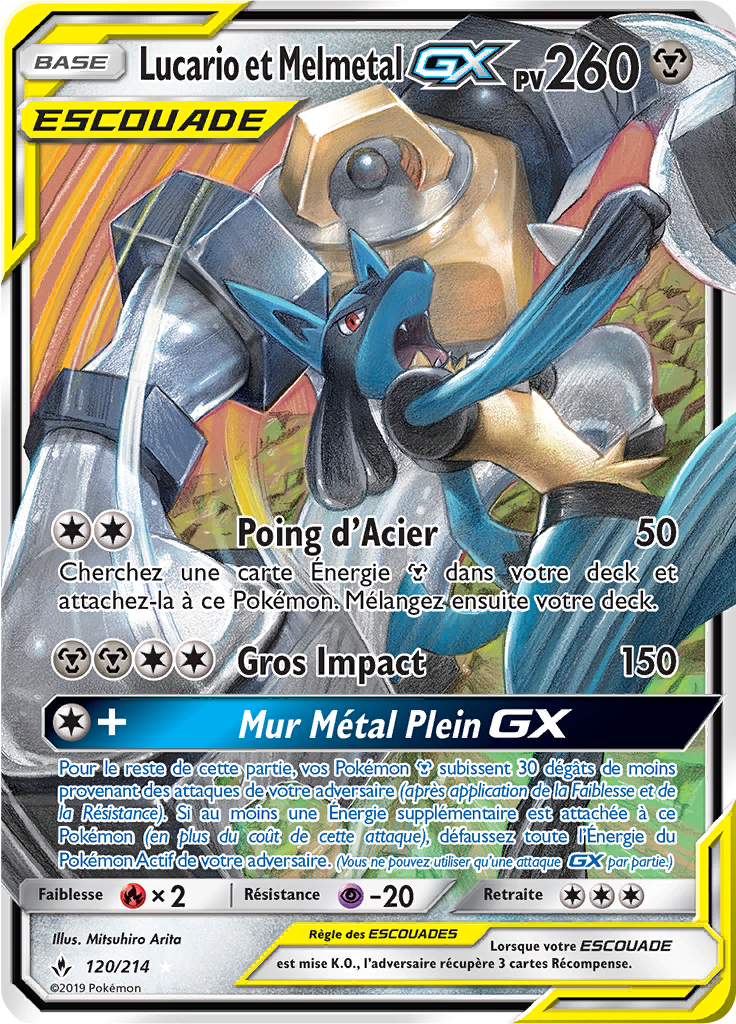 BASE Lucario et Melmetal GX PV260
ESCOUADE
Poing d'Acier 50
Cherchez une carte Énergie dans votre deck et
attachez-la à ce Pokémon. Mélangez ensuite votre deck.
Gros Impact 150
+ Mur Métal Plein GX
Pour le reste de cette partie, vos Pokémon subissent 30 dégâts de moins
provenant des attaques de votre adversaire (après application de la Faiblesse et de
la Résistance). Si au moins une Énergie supplémentaire est attachée à ce
Pokémon (en plus du coût de cette attaque), défaussez toute l'Énergie du
Pokémon Actif de votre adversaire. (Vous ne pouvez utiliser qu'une attaque GX par partie.)
Faiblesse ×2 Résistance -20 Retraite
Illus. Mitsuhiro Arita
Règle des ESCOUADES
Lorsque votre ESCOUADE
est mise K.O., l'adversaire récupère 3 cartes Récompense.
120/214
©2019 Pokémon